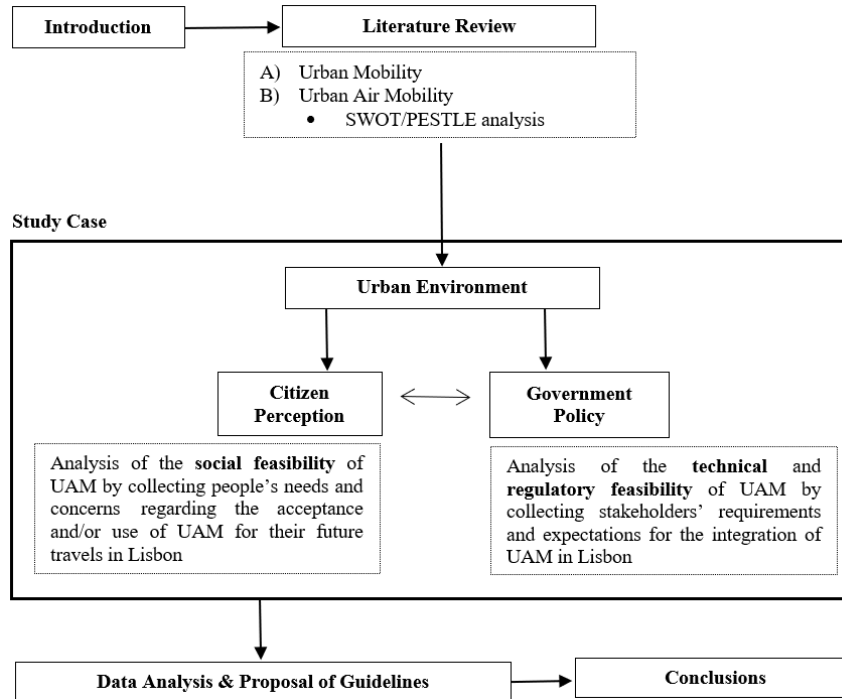 Introduction
Literature Review
A) Urban Mobility
B) Urban Air Mobility
• SWOT/PESTLE analysis
Study Case
Urban Environment
Citizen
Perception
Government
Policy
Analysis of the social feasibility of
UAM by collecting people's needs and
concerns regarding the acceptance
and/or use of UAM for their future
travels in Lisbon
Analysis of the technical and
regulatory feasibility of UAM by
collecting stakeholders' requirements
and expectations for the integration of
UAM in Lisbon
Data Analysis & Proposal of Guidelines
Conclusions